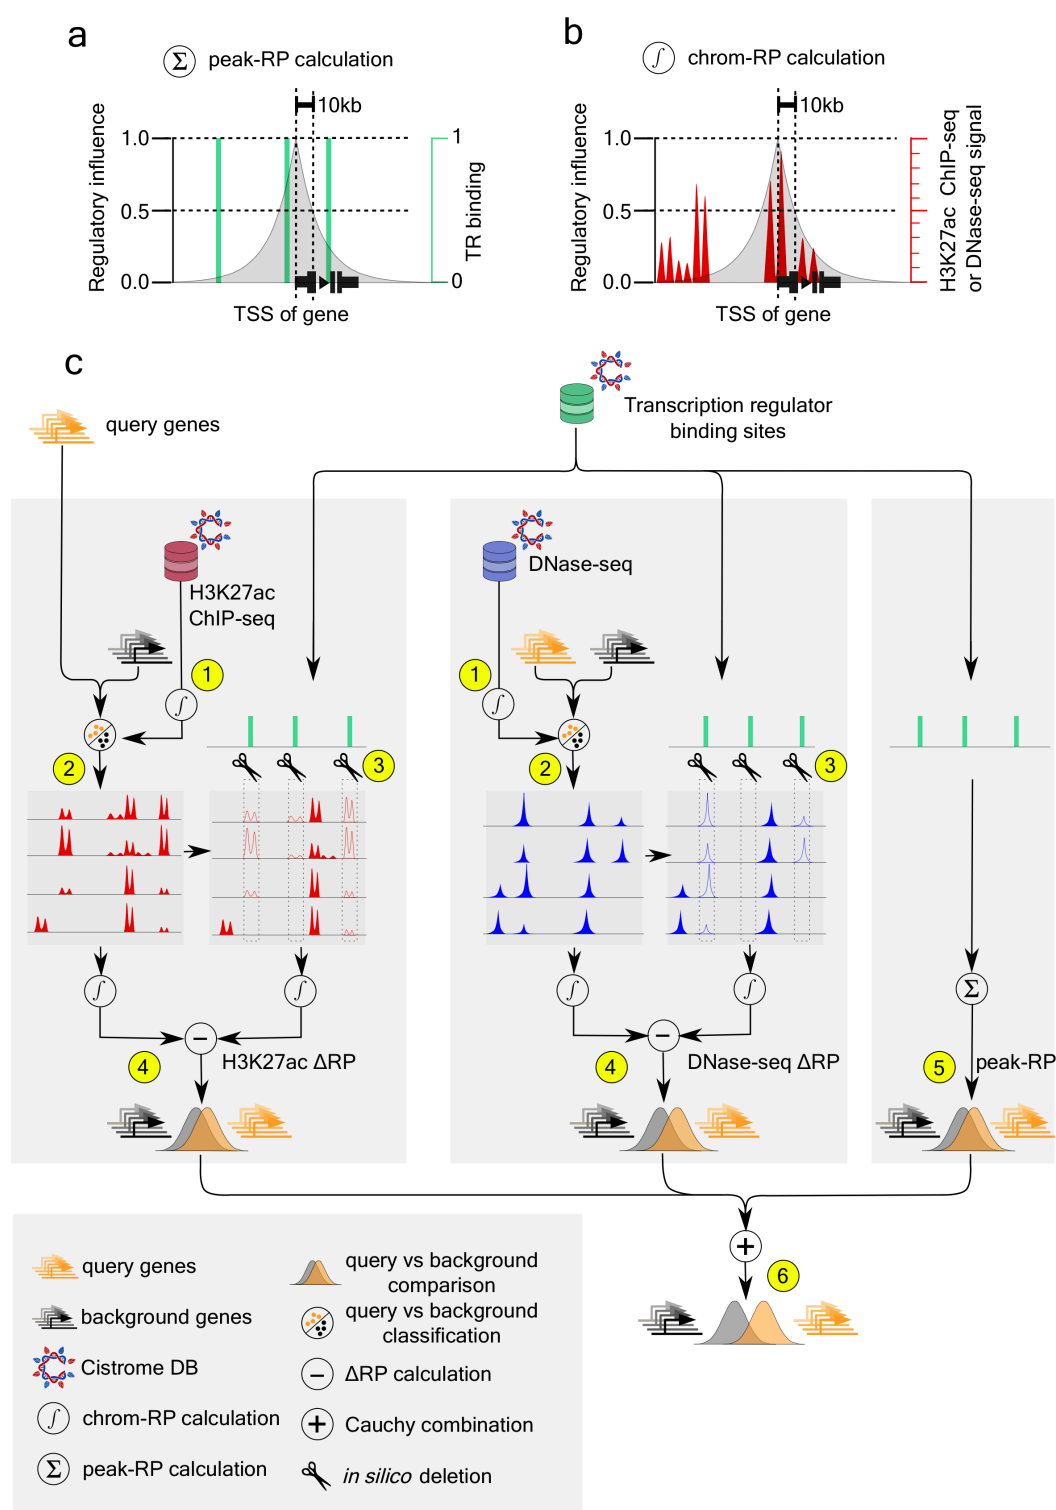 a
Σ peak-RP calculation
10kb
Regulatory influence
1.0
0.5
0.0
1
TR binding
0
TSS of gene
b
∫ chrom-RP calculation
10kb
Regulatory influence
1.0
0.5
0.0
H3K27ac ChIP-seq
or DNase-seq signal
TSS of gene
c
query genes
Transcription regulator
binding sites
H3K27ac
ChIP-seq
1
∫
2
3
∫
∫
−
4
H3K27ac ΔRP
DNase-seq
1
∫
2
3
∫
∫
−
4
DNase-seq ΔRP
Σ
5
peak-RP
+
6
query genes
background genes
Cistrome DB
∫ chrom-RP calculation
Σ peak-RP calculation
query vs background
comparison
query vs background
classification
− ΔRP calculation
+ Cauchy combination
in silico deletion